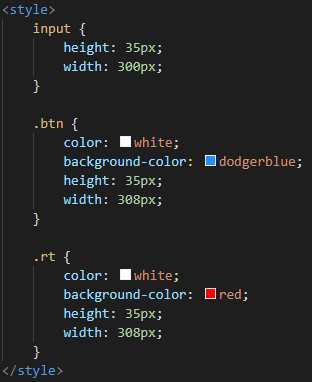 <style>
input {
height: 35px;
width: 300px;
}
.btn {
color: white;
background-color: dodgerblue;
height: 35px;
width: 308px;
}
.rt {
color: white;
background-color: red;
height: 35px;
width: 308px;
}
</style>